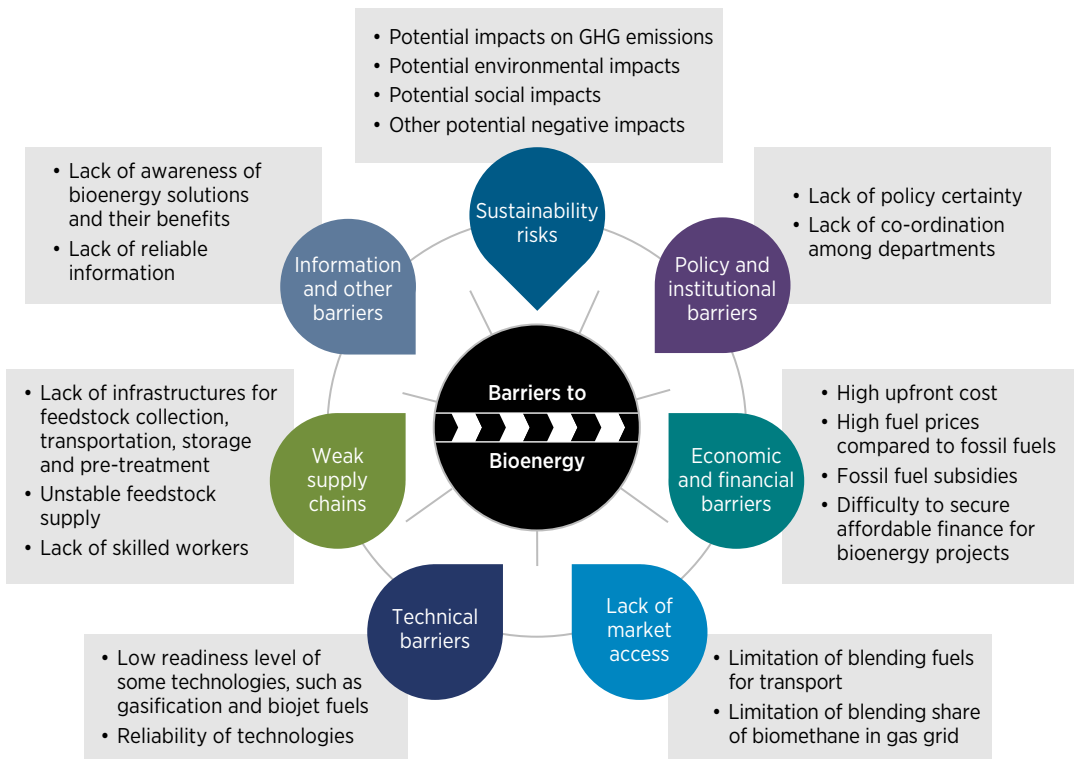 • Potential impacts on GHG emissions
• Potential environmental impacts
• Potential social impacts
• Other potential negative impacts
Sustainability
risks
• Lack of policy certainty
• Lack of co-ordination
among departments
Policy and
institutional
barriers
• High upfront cost
• High fuel prices
compared to fossil fuels
• Fossil fuel subsidies
• Difficulty to secure
affordable finance for
bioenergy projects
Economic
and financial
barriers
• Limitation of blending fuels
for transport
• Limitation of blending share
of biomethane in gas grid
Lack of
market
access
• Low readiness level of
some technologies, such as
gasification and biojet fuels
• Reliability of technologies
Technical
barriers
• Lack of infrastructures for
feedstock collection,
transportation, storage
and pre-treatment
• Unstable feedstock
supply
• Lack of skilled workers
Weak
supply
chains
• Lack of awareness of
bioenergy solutions
and their benefits
• Lack of reliable
information
Information
and other
barriers
Barriers to
Bioenergy